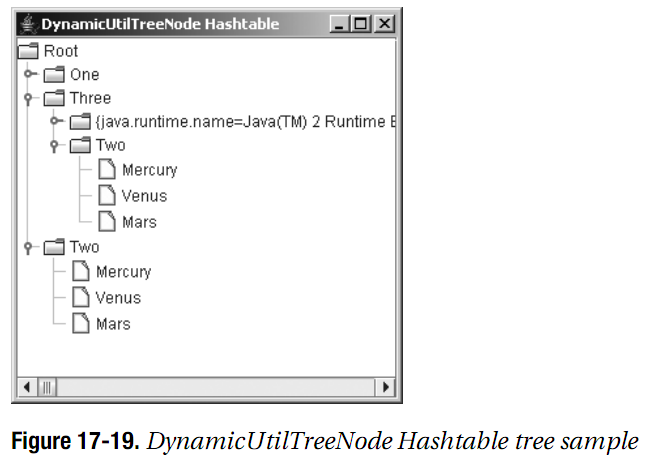 DynamicUtilTreeNode Hashtable
Root
One
Three
{java.runtime.name=Java(TM) 2 Runtime E
Two
Mercury
Venus
Mars
Two
Mercury
Venus
Mars
Figure 17-19. DynamicUtilTreeNode Hashtable tree sample